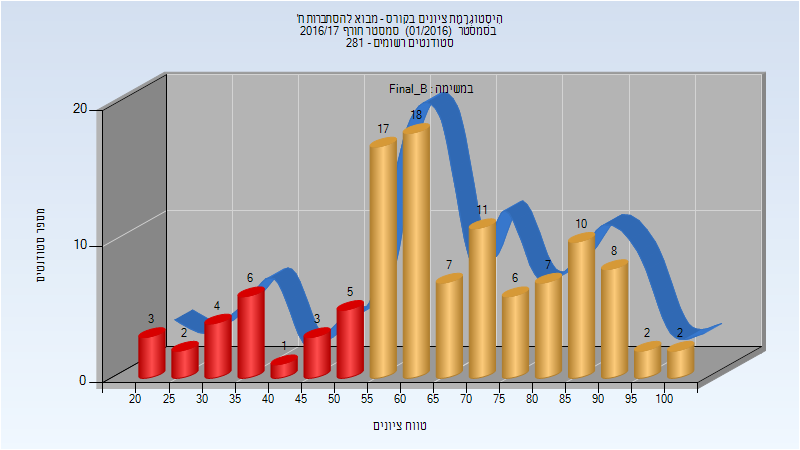 היסטוגרמת ציונים בקורס - מבוא להסתברות ח'
בסמסטר (01/2016) סמסטר חורף 2016/17
סטודנטים רשומים - 281
במשימה : Final_B
מספר סטודנטים
20
10
0
3 2 4 6 1 3 5 17 18 7 11 6 7 10 8 2 2
20 25 30 35 40 45 50 55 60 65 70 75 80 85 90 95 100
טווח ציונים